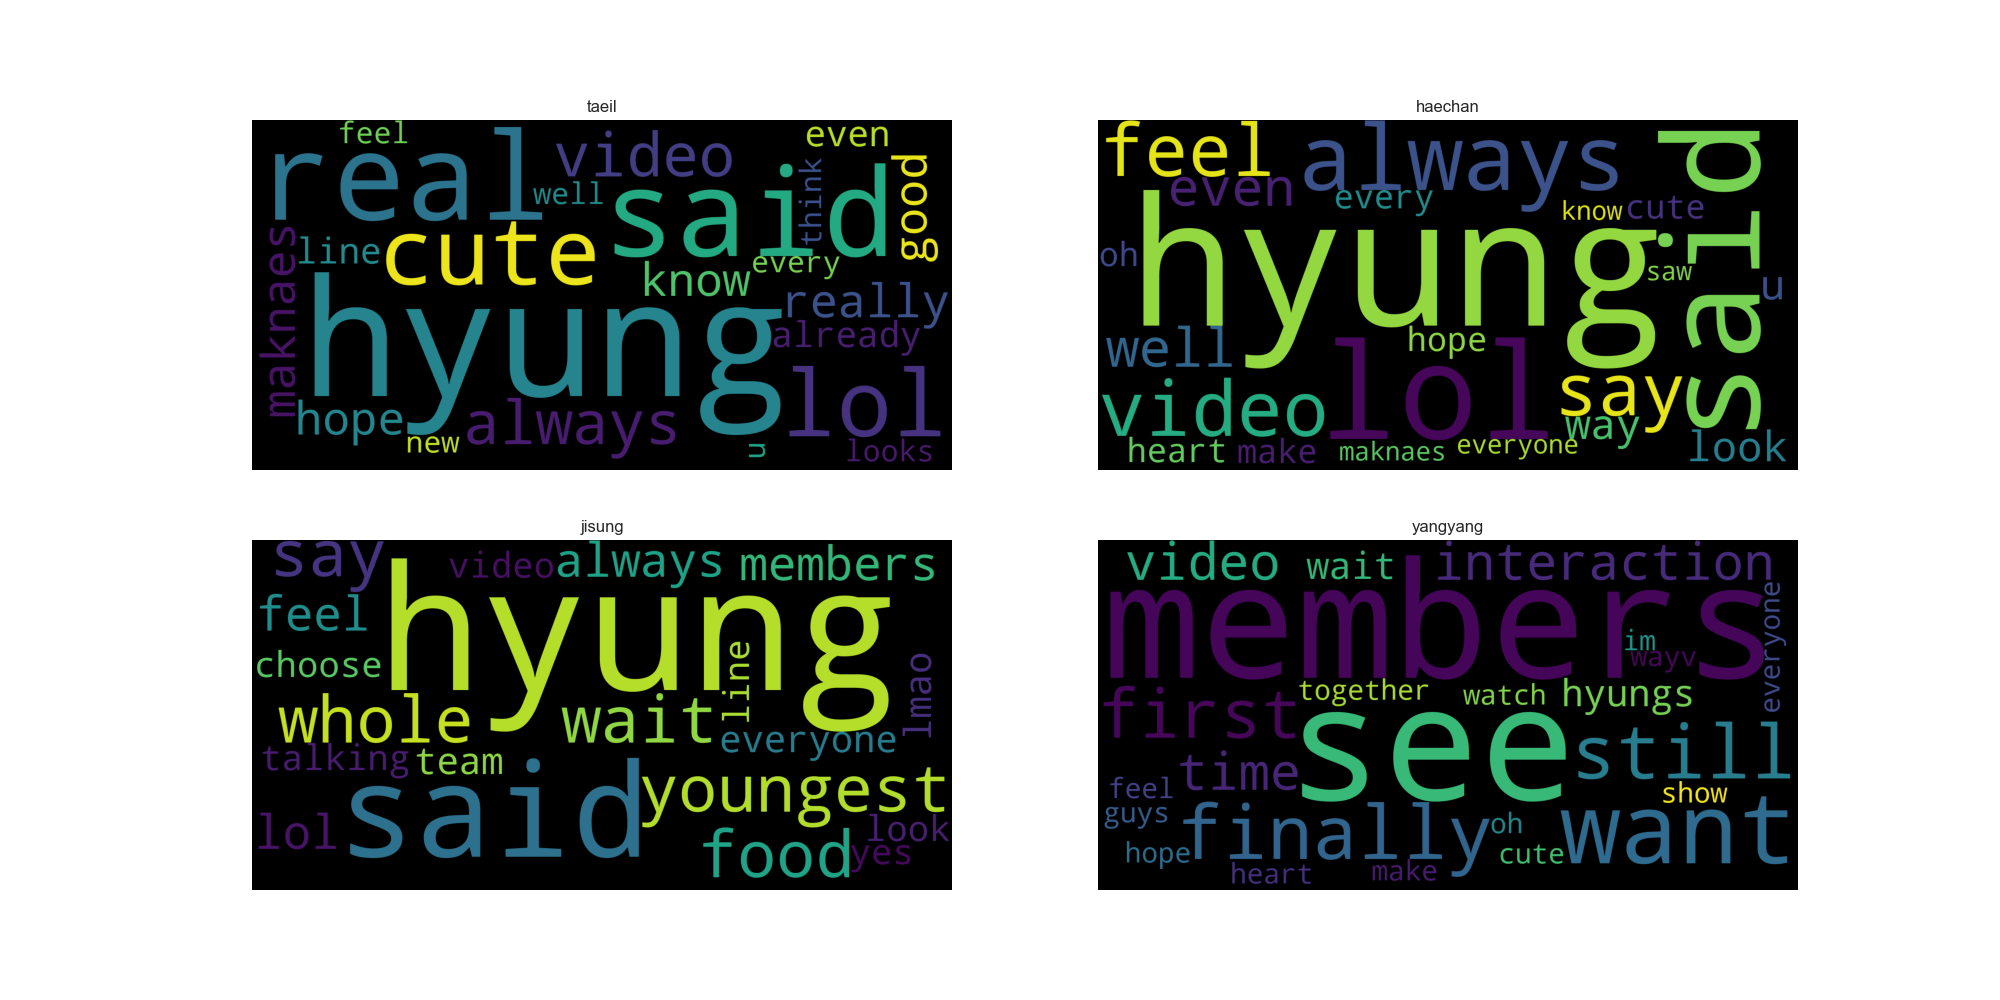 taeil
feel
real
video
even
well
said
think
good
line
cute
maknaes
know
every
really
hyung
already
hope
always
lol
new
u
looks
haechan
feel
always
said
even
every
know
cute
oh
hyung
saw
u
well
hope
lol
video
say
way
look
heart
make
maknaes
everyone
jisung
say
video
always
members
feel
hyung
choose
line
lmao
whole
wait
everyone
talking
team
said
youngest
lol
food
look
yes
yangyang
video
wait
interaction
members
everyone
im
wayv
first
together
watch
hyungs
see
still
time
feel
show
guys
finally
oh
want
hope
cute
heart
make